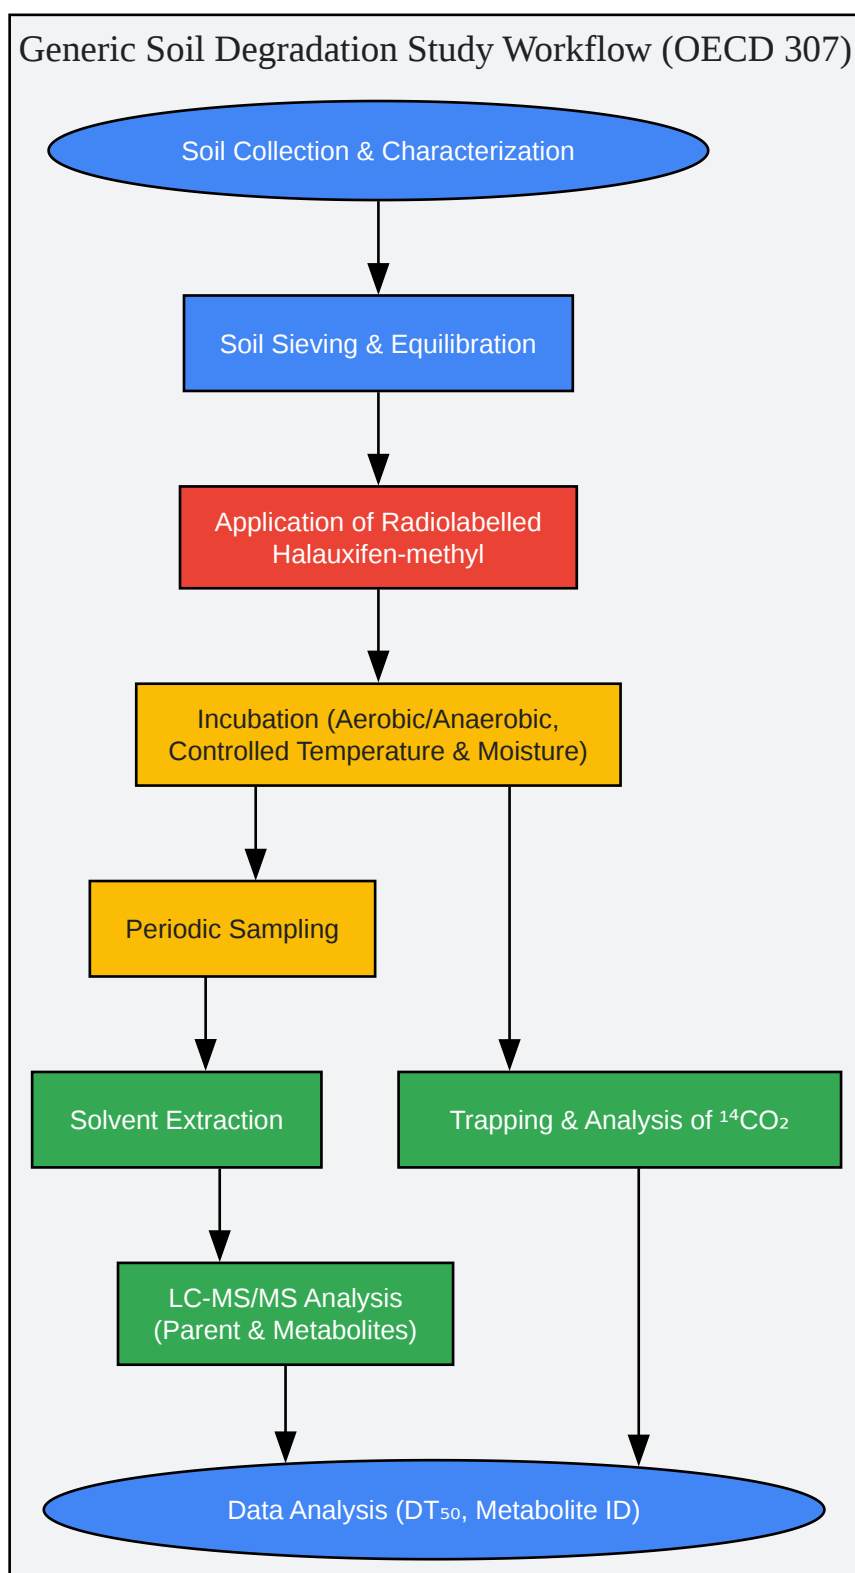 Generic Soil Degradation Study Workflow (OECD 307)
Soil Collection & Characterization
Soil Sieving & Equilibration
Application of Radiolabelled
Halauxifen-methyl
Incubation (Aerobic/Anaerobic,
Controlled Temperature & Moisture)
Periodic Sampling
Solvent Extraction
Trapping & Analysis of ¹⁴CO₂
LC-MS/MS Analysis
(Parent & Metabolites)
Data Analysis (DT₅₀, Metabolite ID)